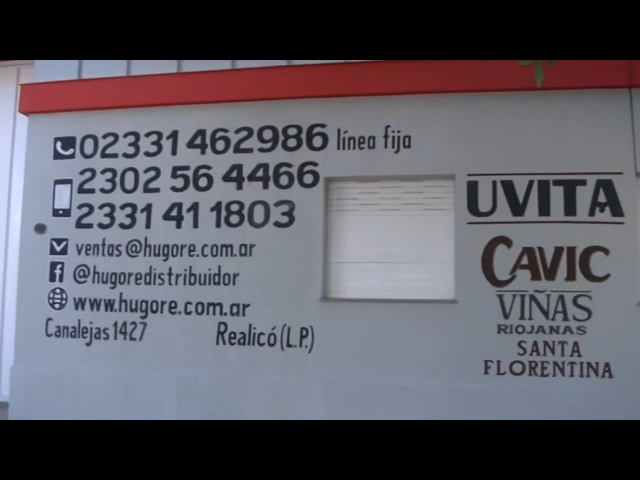 02331 462986 línea fija
2302 56 4466
2331 41 1803
ventas@hugore.com.ar
@hugoredistribuidor
www.hugore.com.ar
Canalejas 1427 Realicó (L.P.)
UVITA
CAVIC
VIÑAS
RIOJANAS
SANTA
FLORENTINA